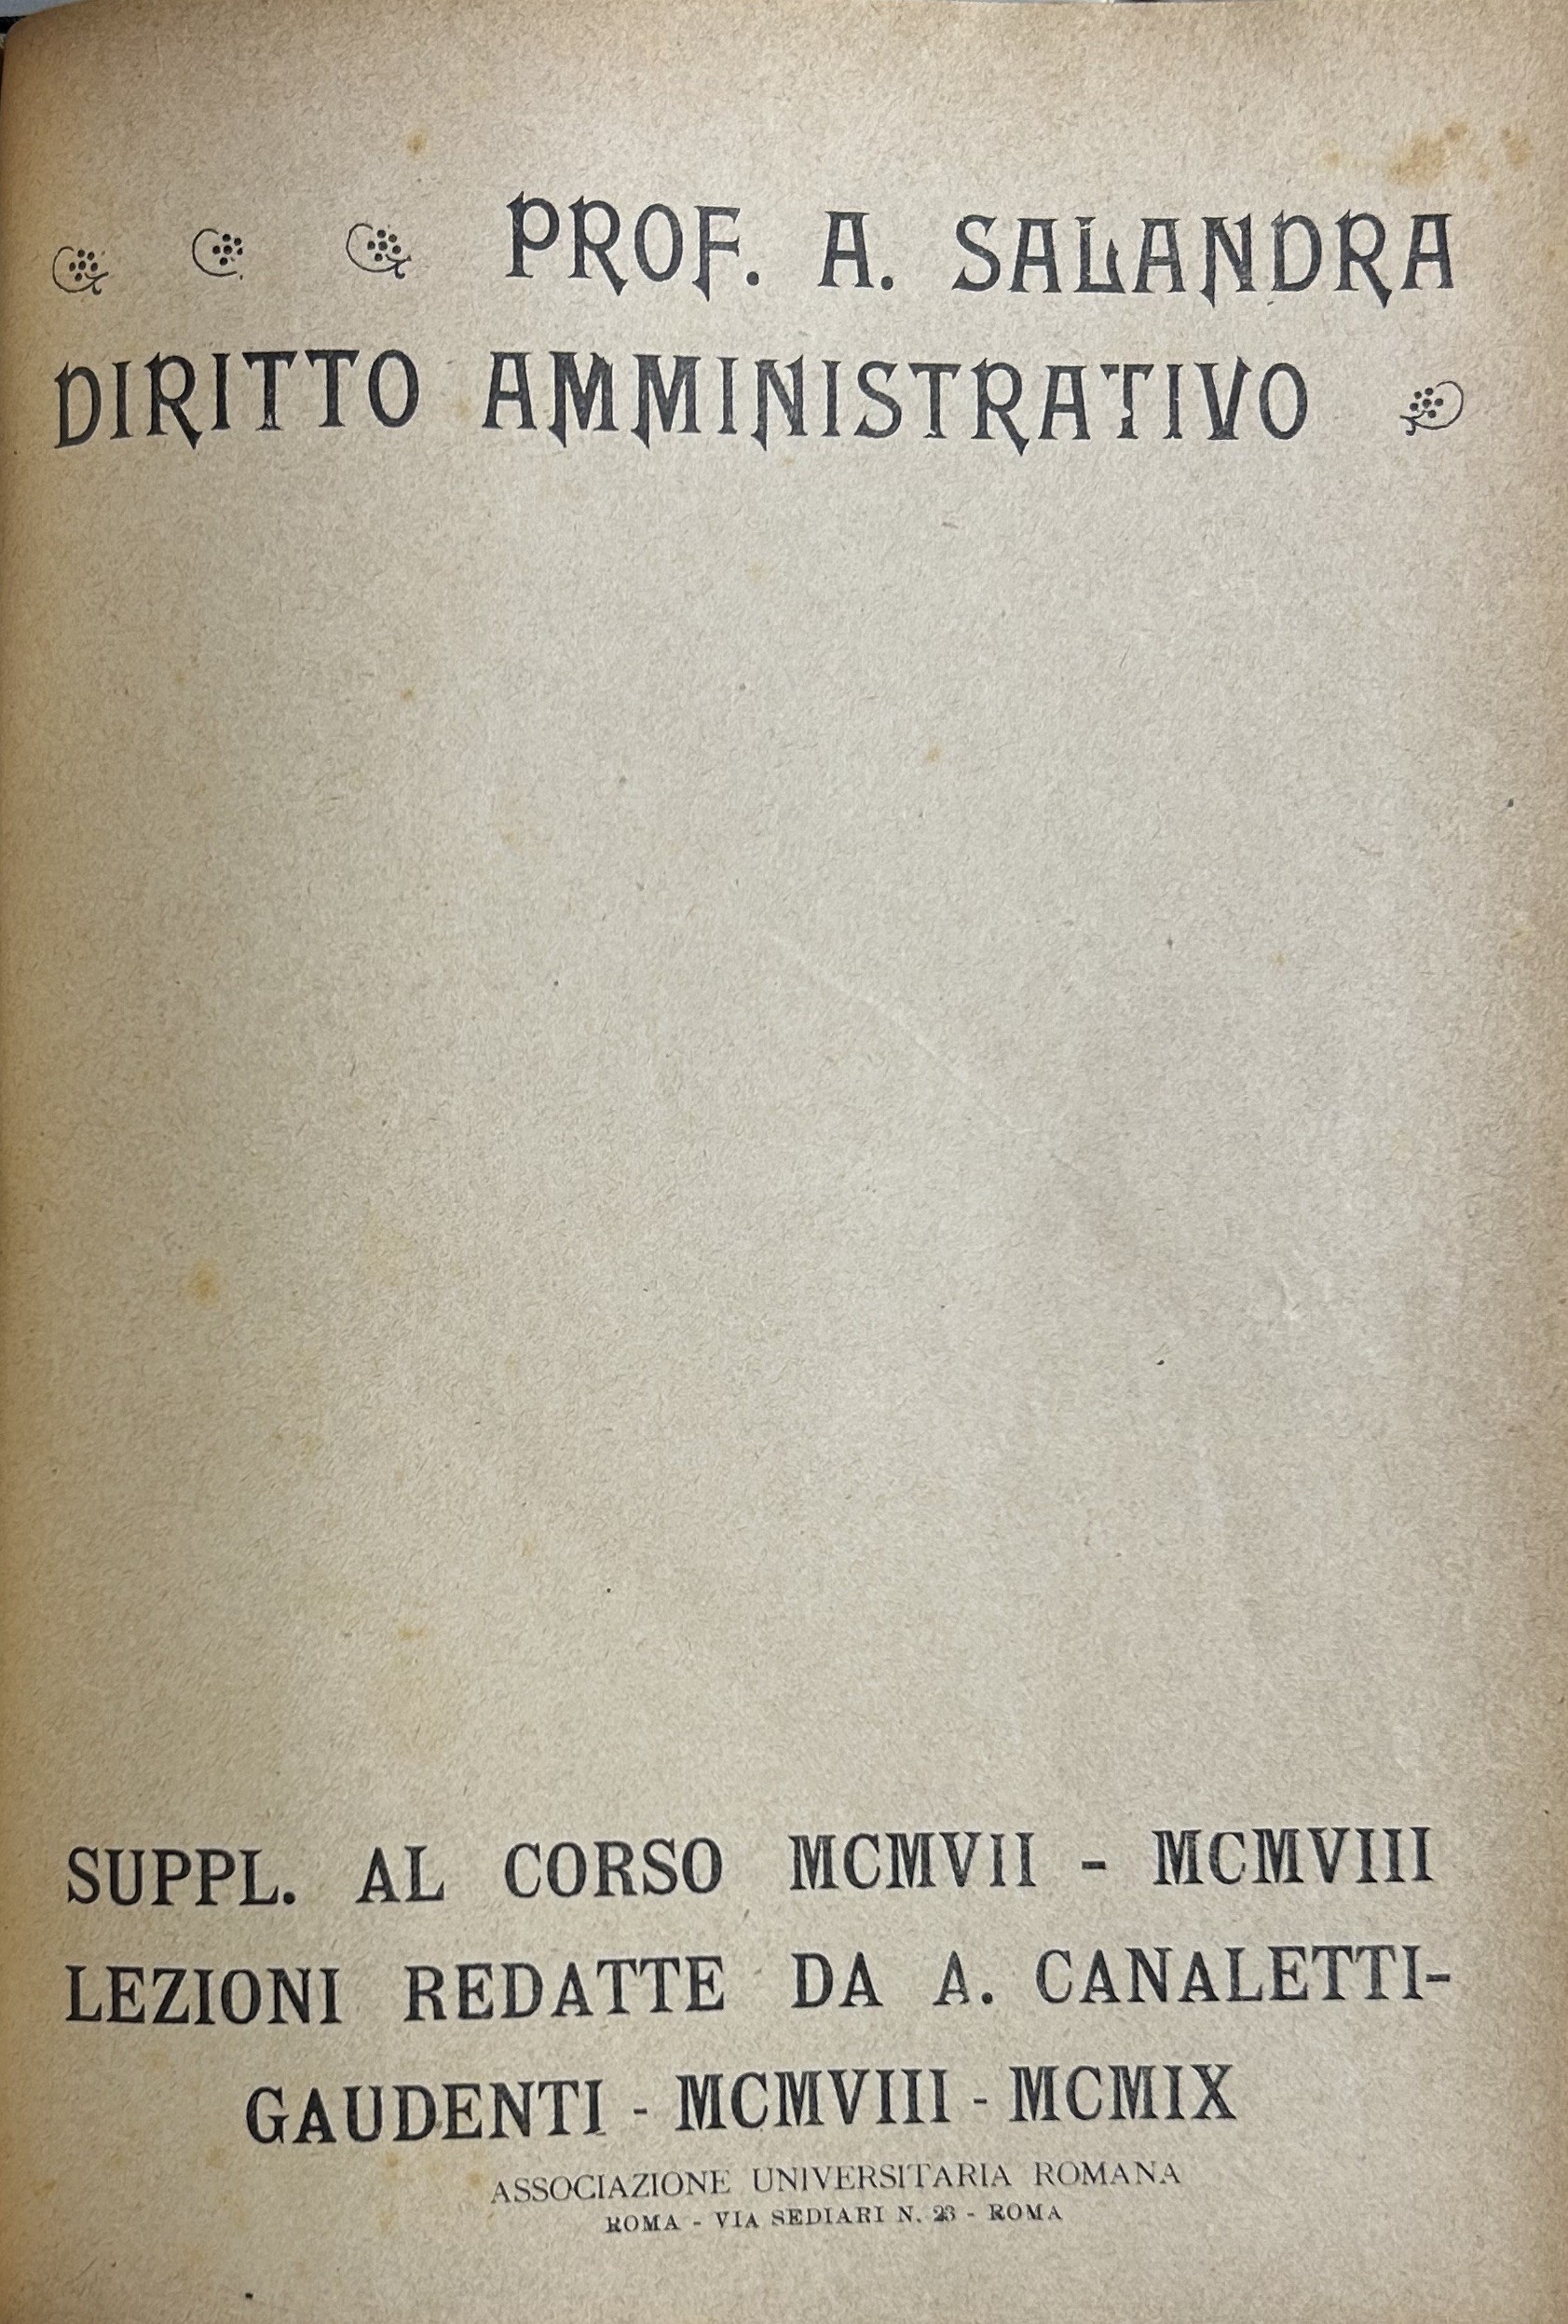 PROF. A. SALANDRA
DIRITTO AMMINISTRATIVO
SUPPL. AL CORSO MCMVII - MCMVIII
LEZIONI REDATTE DA A. CANALETTI-
GAUDENTI - MCMVIII - MCMIX
ASSOCIAZIONE UNIVERSITARIA ROMANA
ROMA - VIA SEDIARI N. 23 - ROMA